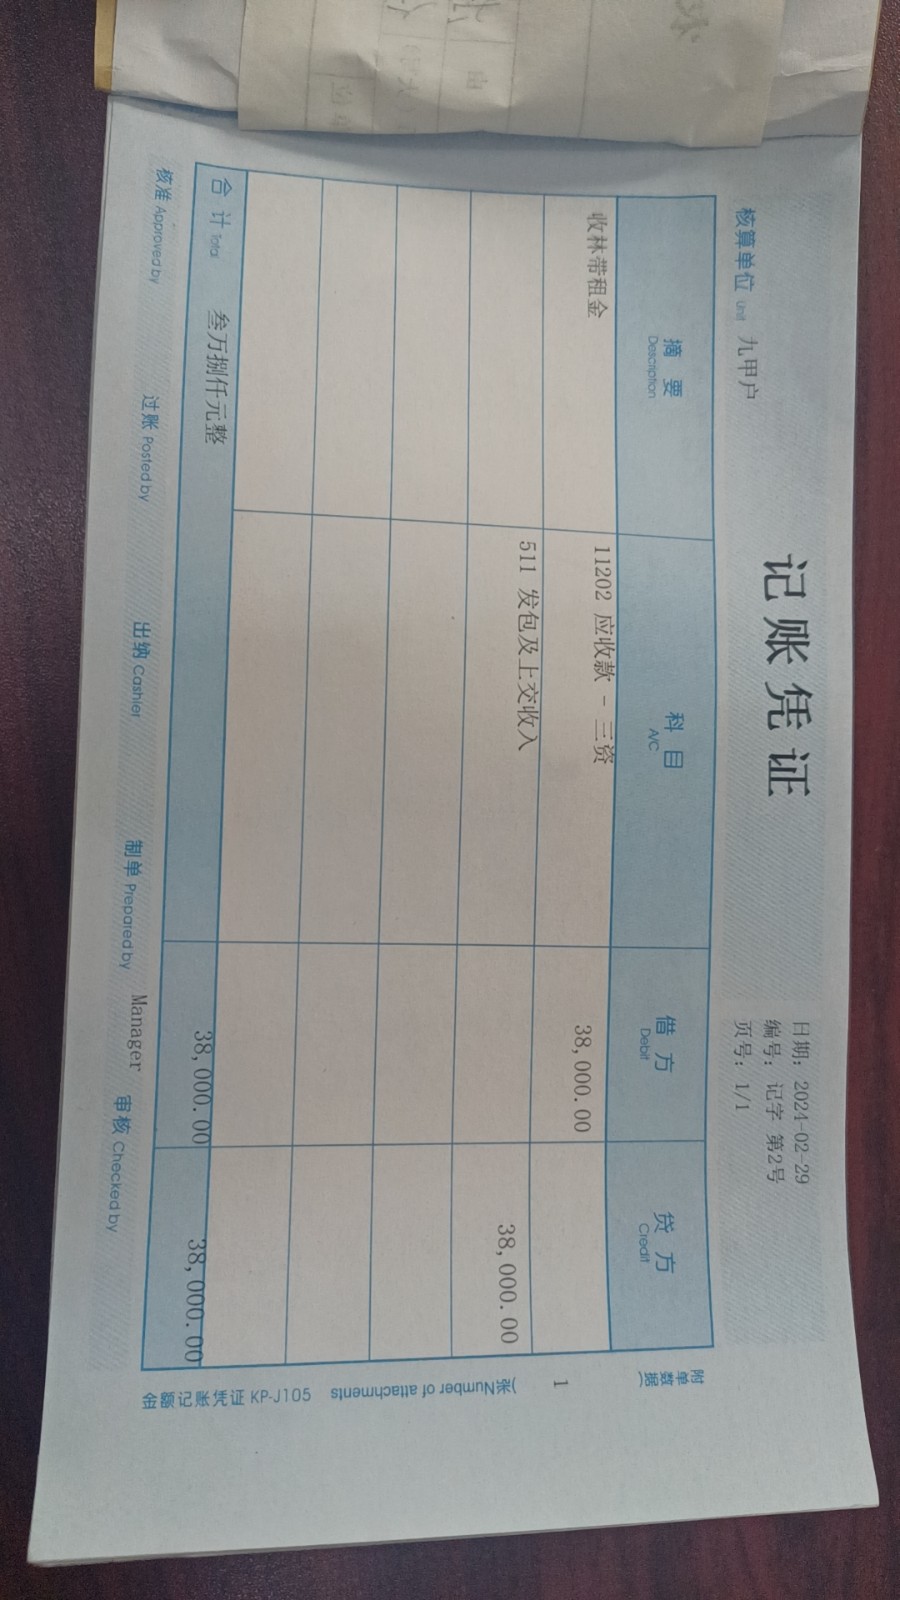 记账凭证
日期: 2024-02-29
编号: 记字 第2号
核算单位 Unit 九甲户
页号: 1/1
摘要 Description 科目 A/C 借方 Debit 贷方 Credit
收林带租金 11202 应收款 - 三资 38,000.00
511 发包及上交收入 38,000.00
合计 Total 叁万捌仟元整 38,000.00 38,000.00
核准 Approved by 过账 Posted by 出纳 Cashier 制单 Prepared by Manager 审核 Checked by
附单数据( 1 张)Number of attachments
金额记账凭证 KP-J105